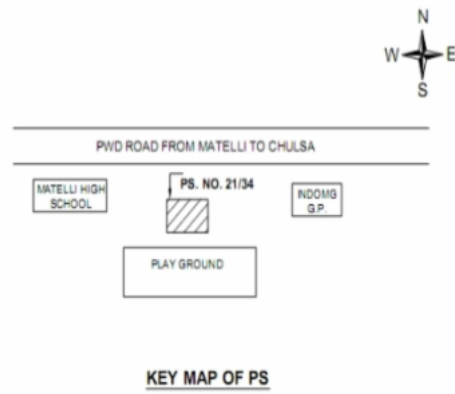 N
W E
S
PWD ROAD FROM MATELLI TO CHULSA
MATELLI HIGH
SCHOOL
PS. NO. 21/34
INDOMG
G.P.
PLAY GROUND
KEY MAP OF PS